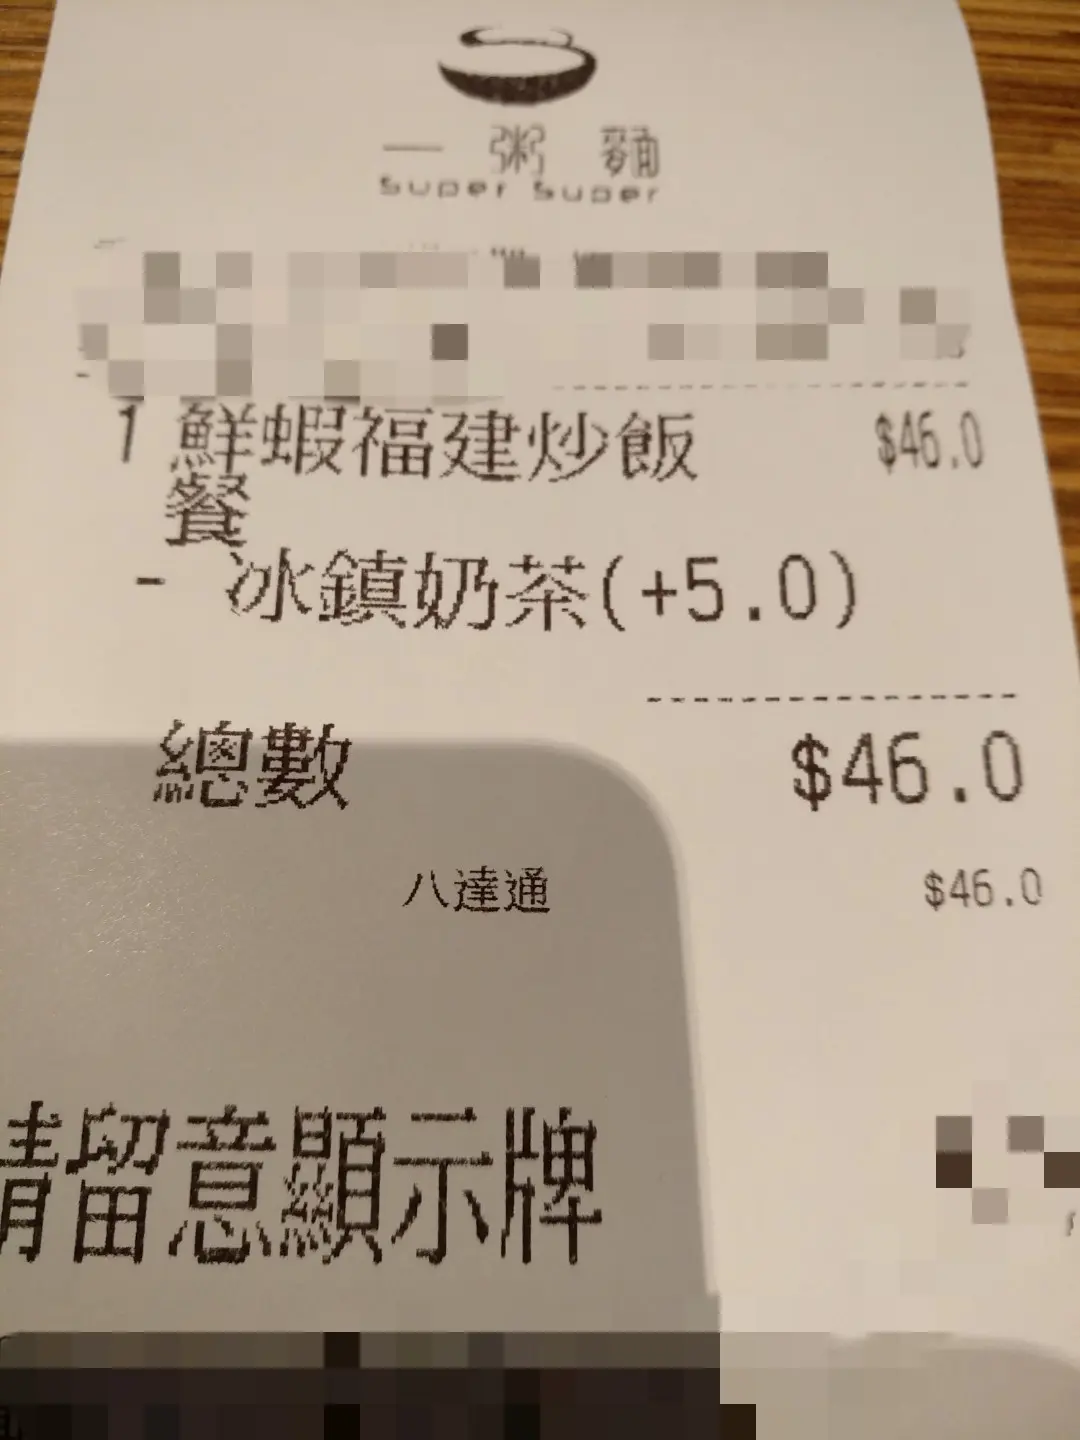 一粥麵
Super Super
1 鮮蝦福建炒飯 $46.0
餐
- 冰鎮奶茶(+5.0)
總數 $46.0
八達通 $46.0
請留意顯示牌